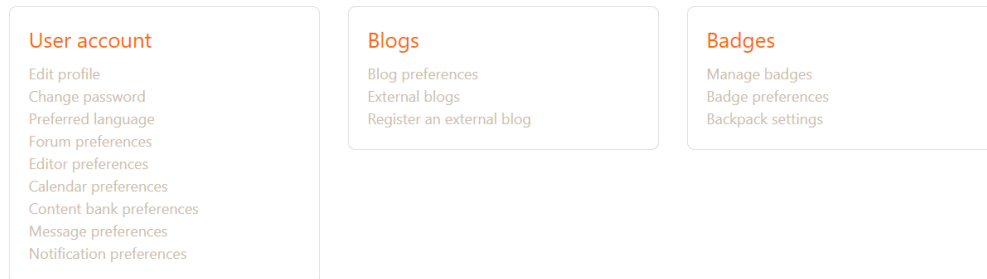 User account
Edit profile
Change password
Preferred language
Forum preferences
Editor preferences
Calendar preferences
Content bank preferences
Message preferences
Notification preferences
Blogs
Blog preferences
External blogs
Register an external blog
Badges
Manage badges
Badge preferences
Backpack settings